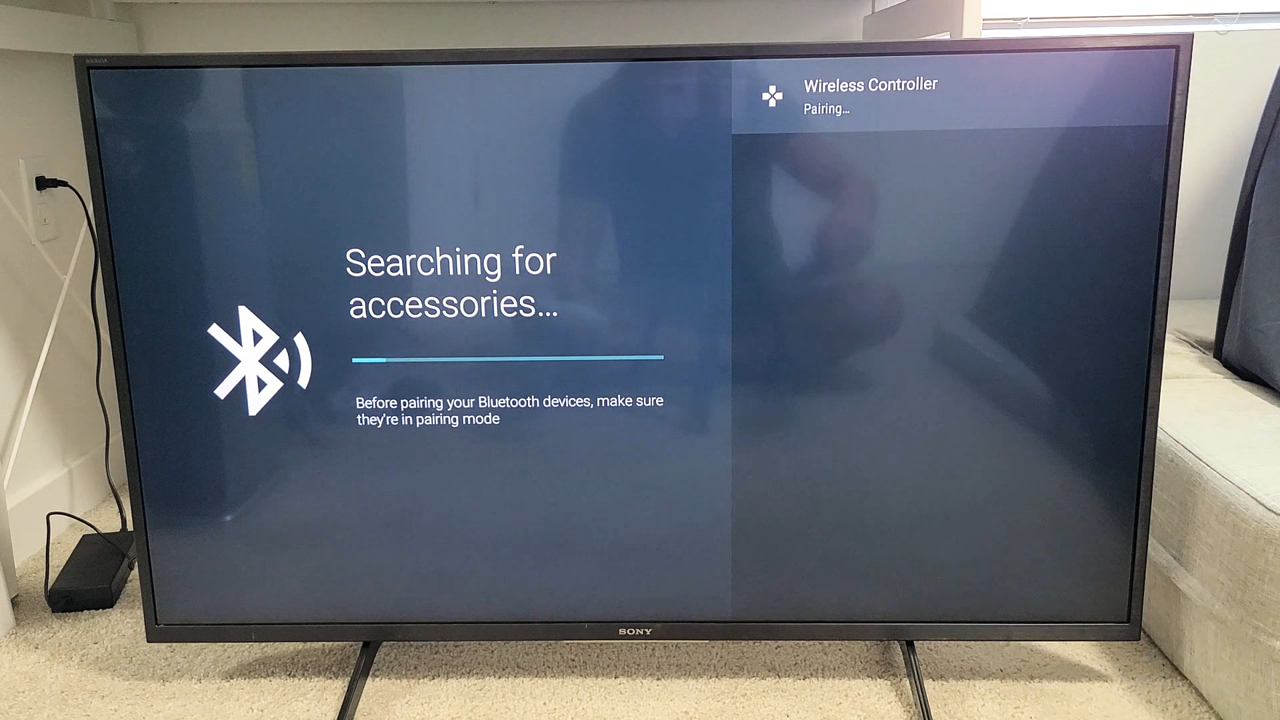 BRAVIA
Wireless Controller
Pairing...
Searching for
accessories...
Before pairing your Bluetooth devices, make sure
they're in pairing mode
SONY